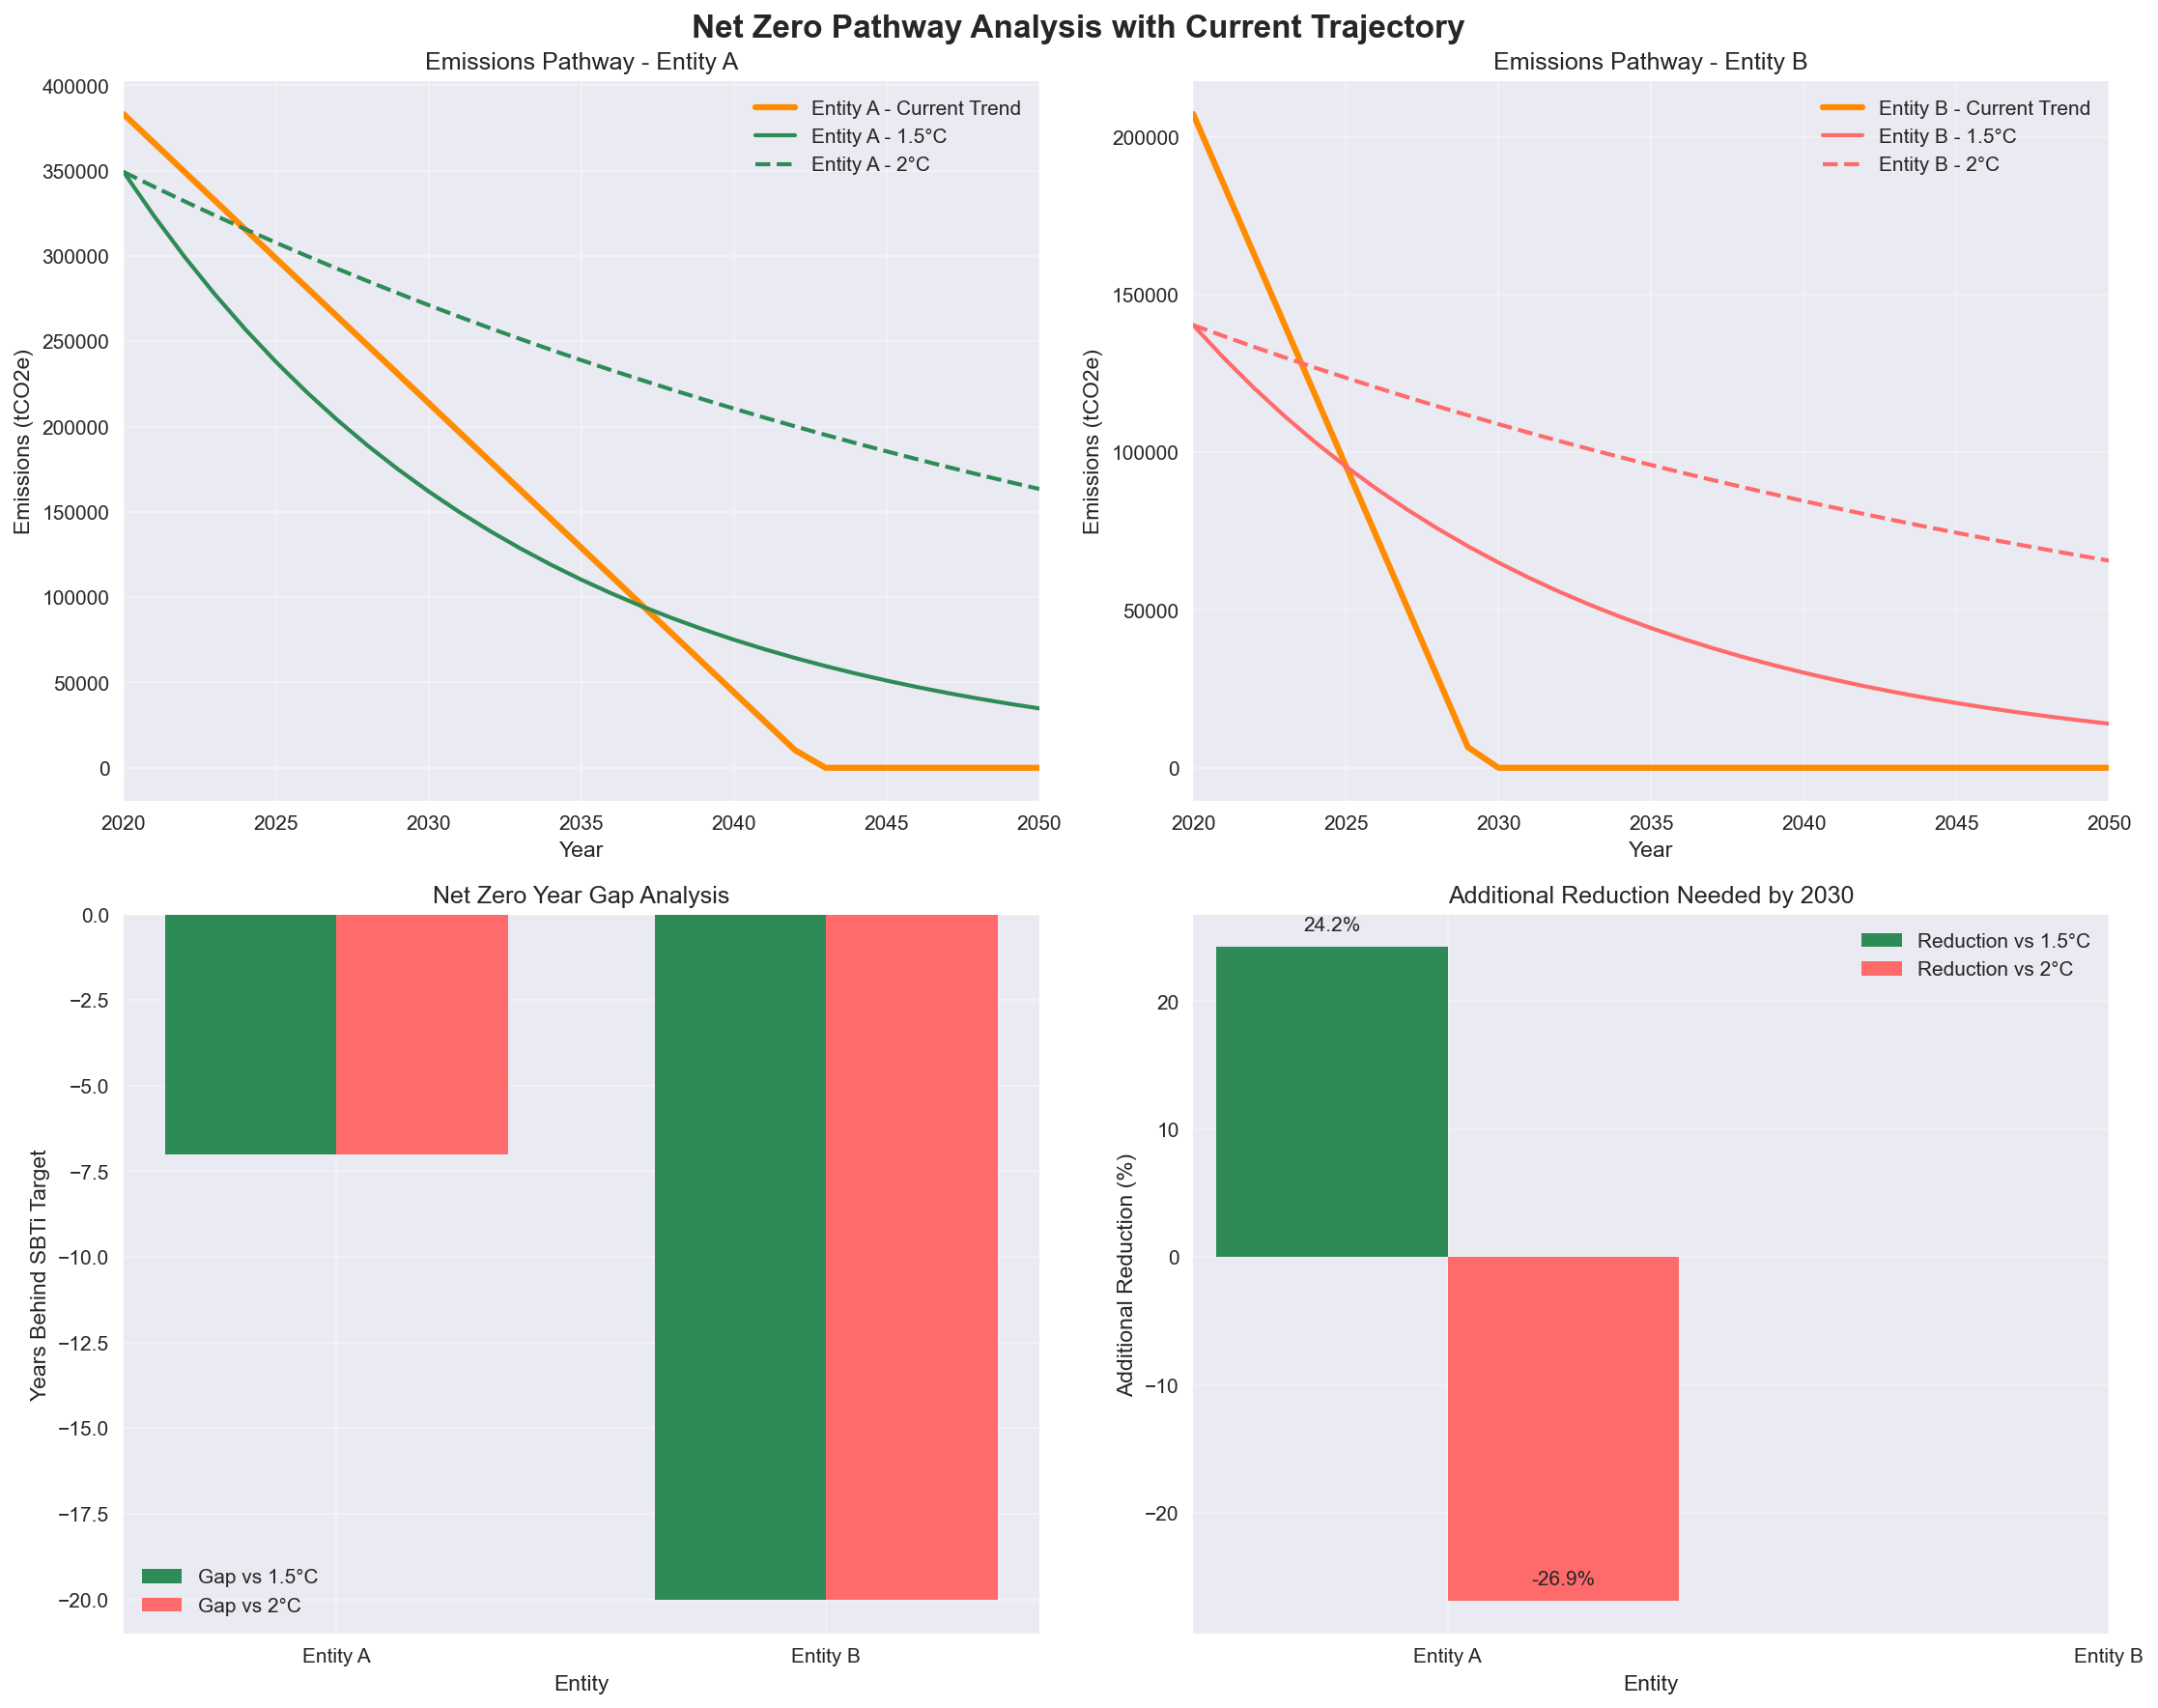 Net Zero Pathway Analysis with Current Trajectory
Emissions Pathway - Entity A
Emissions (tCO2e)
400000
350000
300000
250000
200000
150000
100000
50000
0
Entity A - Current Trend
Entity A - 1.5°C
Entity A - 2°C
2020 2025 2030 2035 2040 2045 2050
Year
Emissions Pathway - Entity B
Emissions (tCO2e)
200000
150000
100000
50000
0
Entity B - Current Trend
Entity B - 1.5°C
Entity B - 2°C
2020 2025 2030 2035 2040 2045 2050
Year
Net Zero Year Gap Analysis
Years Behind SBTi Target
0.0
−2.5
−5.0
−7.5
−10.0
−12.5
−15.0
−17.5
−20.0
Gap vs 1.5°C
Gap vs 2°C
Entity A Entity B
Entity
Additional Reduction Needed by 2030
Additional Reduction (%)
20
10
0
−10
−20
24.2%
-26.9%
Reduction vs 1.5°C
Reduction vs 2°C
Entity A Entity B
Entity